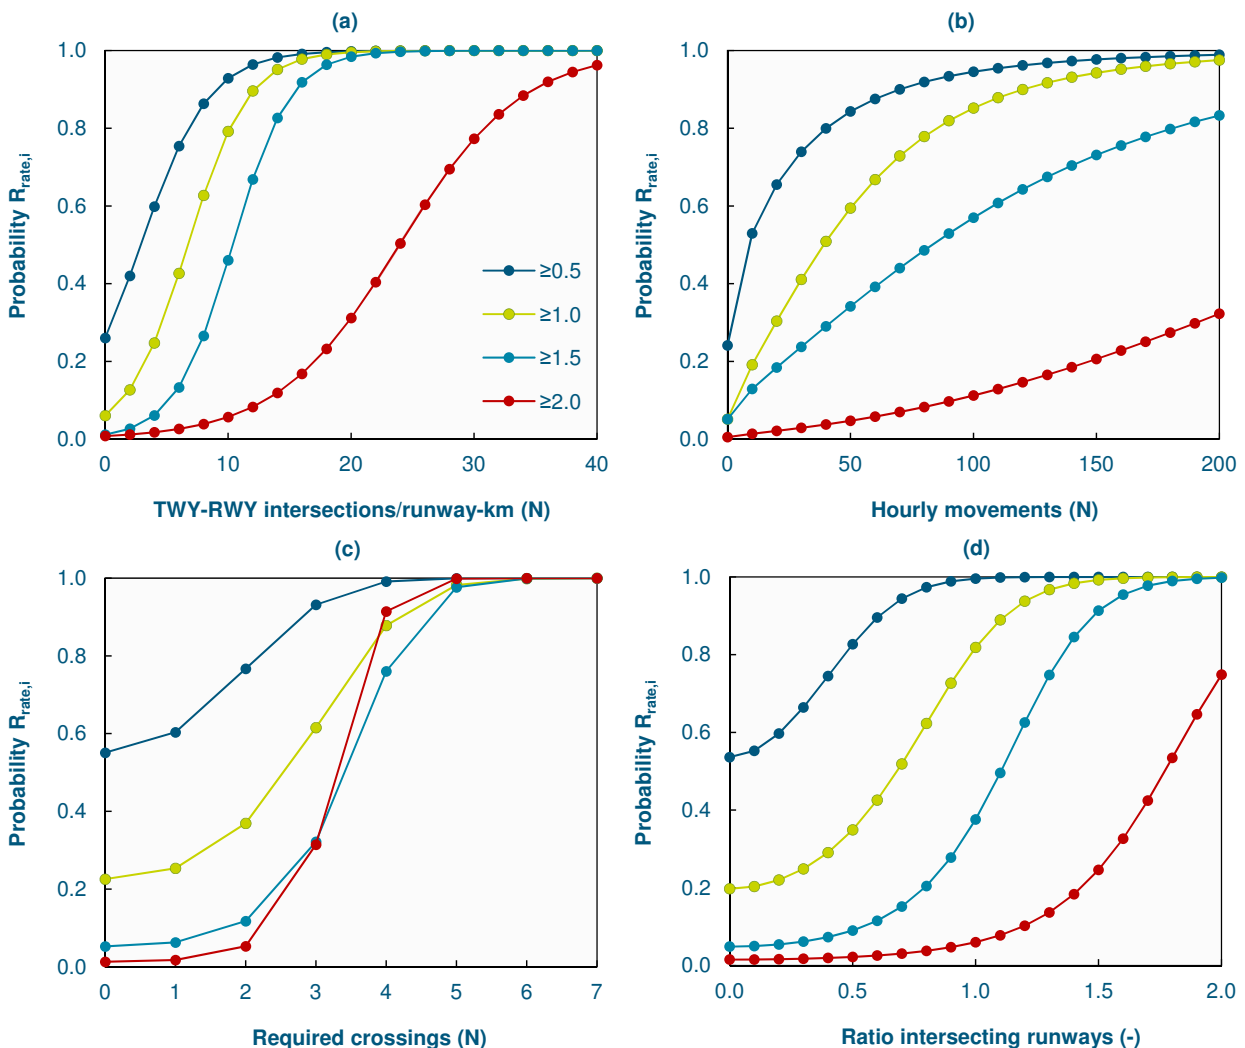 (a)
1.0
0.8
0.6
0.4
0.2
0.0
Probability R_rate,i
≥0.5
≥1.0
≥1.5
≥2.0
0 10 20 30 40
TWY-RWY intersections/runway-km (N)
(b)
1.0
0.8
0.6
0.4
0.2
0.0
Probability R_rate,i
0 50 100 150 200
Hourly movements (N)
(c)
1.0
0.8
0.6
0.4
0.2
0.0
Probability R_rate,i
0 1 2 3 4 5 6 7
Required crossings (N)
(d)
1.0
0.8
0.6
0.4
0.2
0.0
Probability R_rate,i
0.0 0.5 1.0 1.5 2.0
Ratio intersecting runways (-)